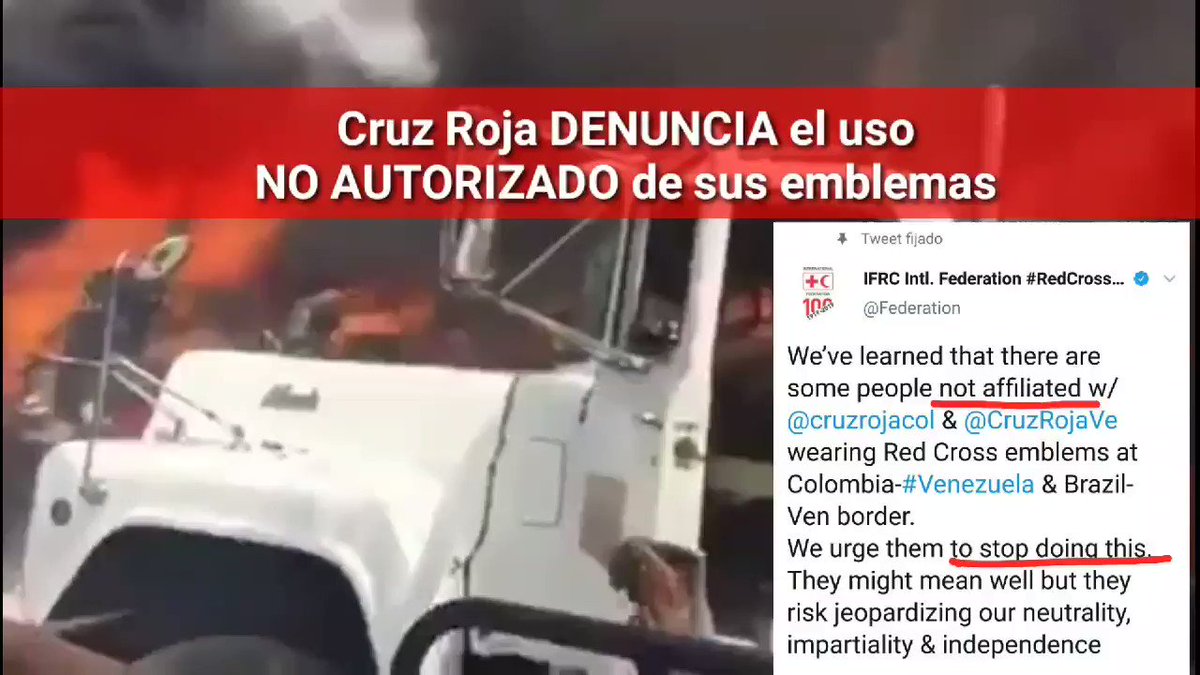 Cruz Roja DENUNCIA el uso
NO AUTORIZADO de sus emblemas
Tweet fijado
IFRC Intl. Federation #RedCross...
@Federation
We've learned that there are
some people not affiliated w/
@cruzrojacol & @CruzRojaVe
wearing Red Cross emblems at
Colombia-#Venezuela & Brazil-
Ven border.
We urge them to stop doing this.
They might mean well but they
risk jeopardizing our neutrality,
impartiality & independence